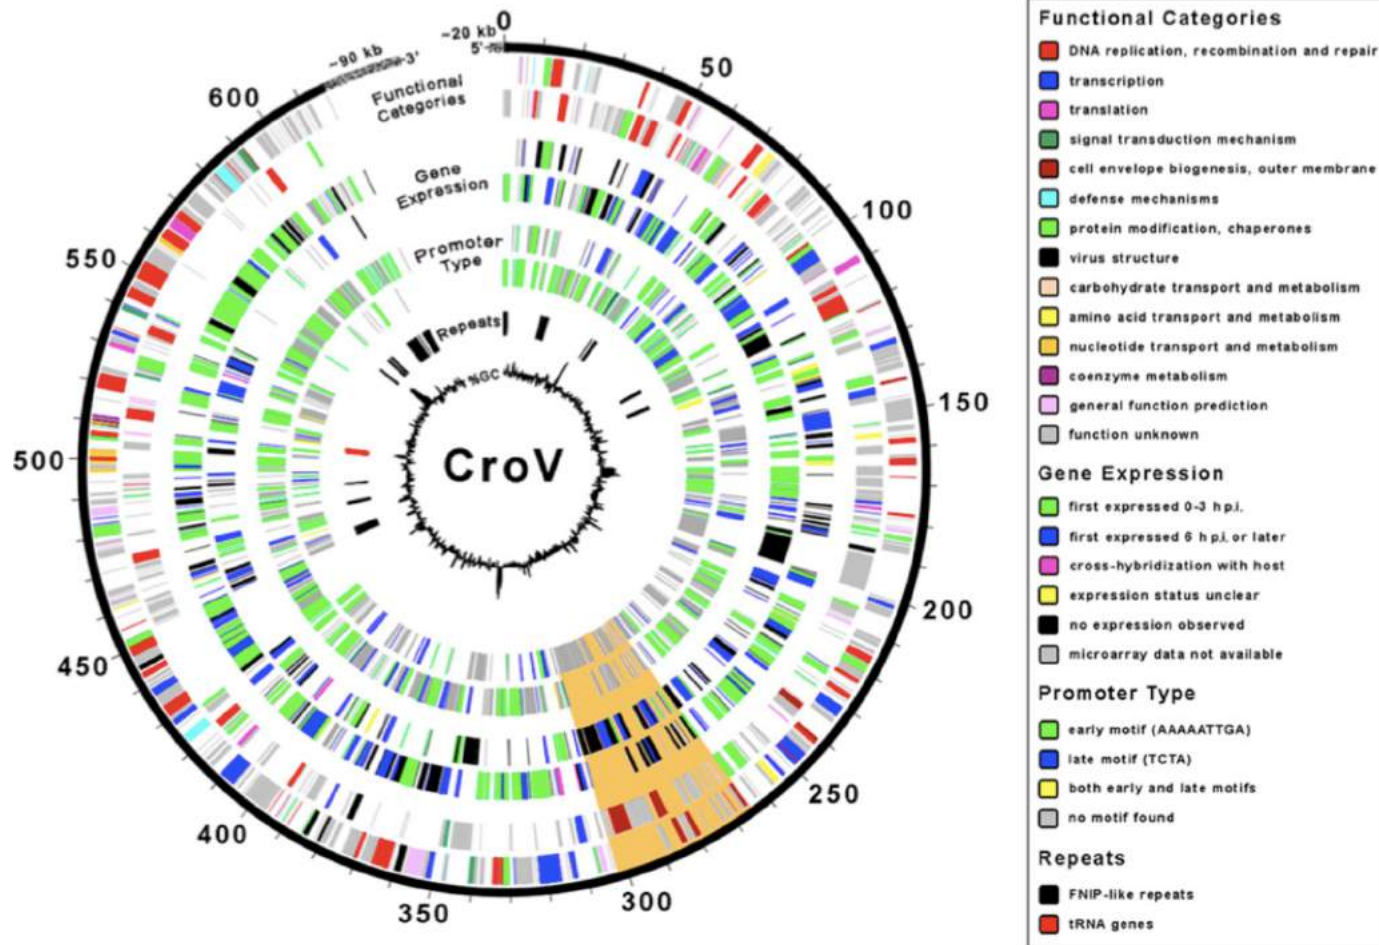 ~20 kb
0
5'
~90 kb
3'
Functional
Categories
Gene
Expression
Promoter
Type
Repeats
%GC
CroV
50
100
150
200
250
300
350
400
450
500
550
600
Functional Categories
DNA replication, recombination and repair
transcription
translation
signal transduction mechanism
cell envelope biogenesis, outer membrane
defense mechanisms
protein modification, chaperones
virus structure
carbohydrate transport and metabolism
amino acid transport and metabolism
nucleotide transport and metabolism
coenzyme metabolism
general function prediction
function unknown
Gene Expression
first expressed 0-3 h p.i.
first expressed 6 h p.i. or later
cross-hybridization with host
expression status unclear
no expression observed
microarray data not available
Promoter Type
early motif (AAAAATTGA)
late motif (TCTA)
both early and late motifs
no motif found
Repeats
FNIP-like repeats
tRNA genes